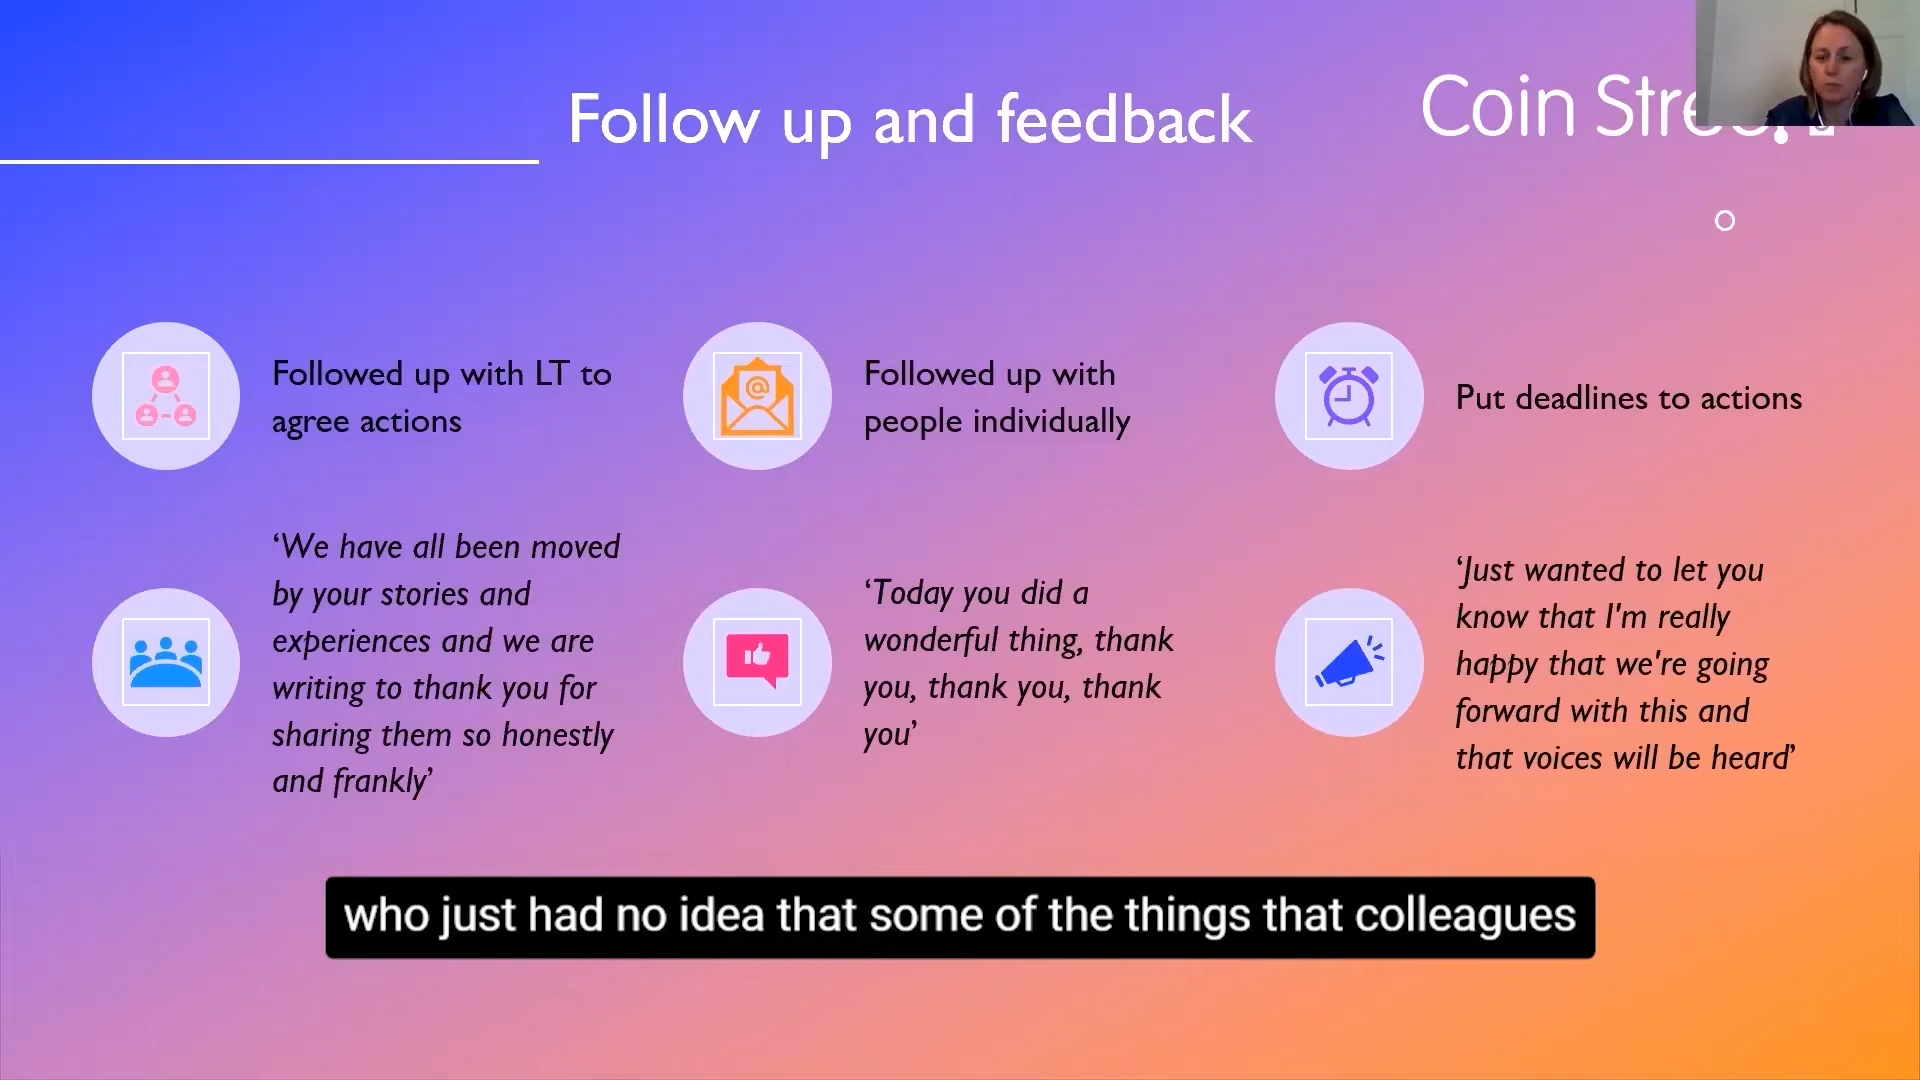 Follow up and feedback
Coin Street
Followed up with LT to
agree actions
Followed up with
people individually
Put deadlines to actions
‘We have all been moved
by your stories and
experiences and we are
writing to thank you for
sharing them so honestly
and frankly’
‘Today you did a
wonderful thing, thank
you, thank you, thank
you’
‘Just wanted to let you
know that I'm really
happy that we're going
forward with this and
that voices will be heard’
who just had no idea that some of the things that colleagues